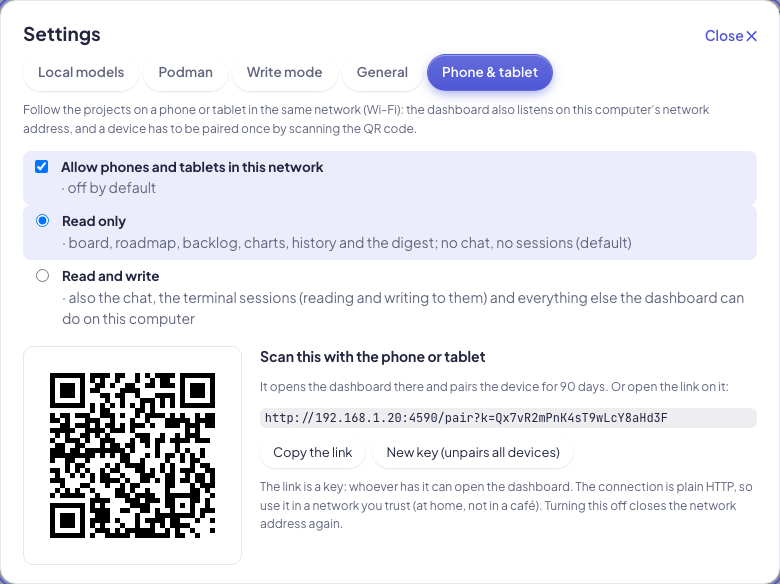 Settings
Close ×
Local models
Podman
Write mode
General
Phone & tablet
Follow the projects on a phone or tablet in the same network (Wi-Fi): the dashboard also listens on this computer's network
address, and a device has to be paired once by scanning the QR code.
Allow phones and tablets in this network
· off by default
Read only
· board, roadmap, backlog, charts, history and the digest; no chat, no sessions (default)
Read and write
· also the chat, the terminal sessions (reading and writing to them) and everything else the dashboard can
do on this computer
Scan this with the phone or tablet
It opens the dashboard there and pairs the device for 90 days. Or open the link on it:
http://192.168.1.20:4590/pair?k=Qx7vR2mPnK4sT9wLcY8aHd3F
Copy the link
New key (unpairs all devices)
The link is a key: whoever has it can open the dashboard. The connection is plain HTTP, so
use it in a network you trust (at home, not in a café). Turning this off closes the network
address again.